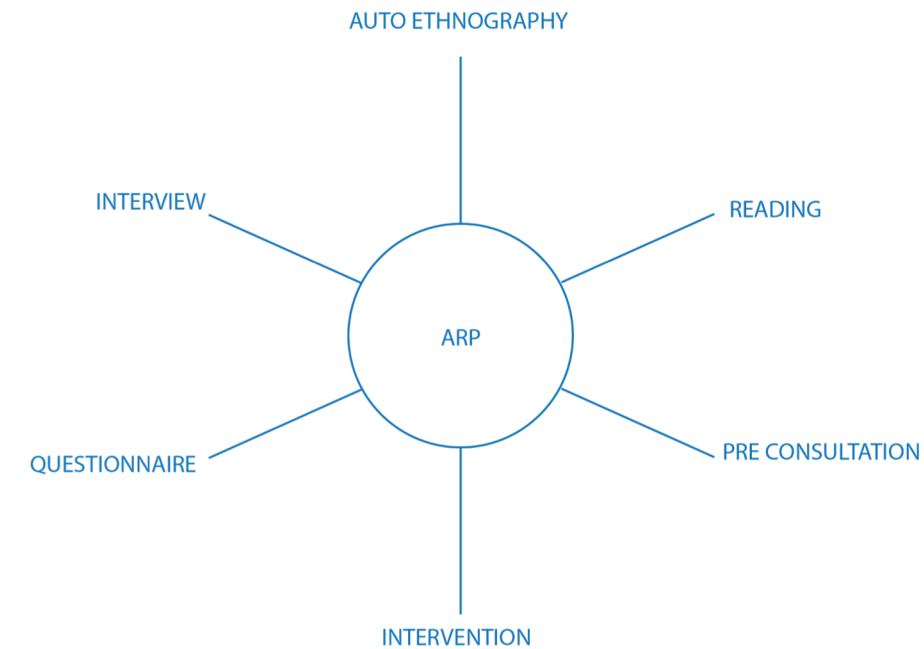 AUTO ETHNOGRAPHY
INTERVIEW
READING
ARP
QUESTIONNAIRE
PRE CONSULTATION
INTERVENTION